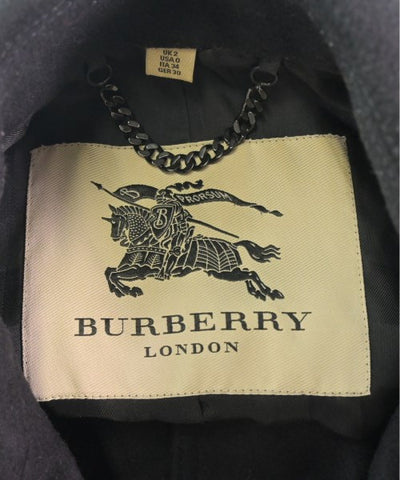 UK 2
USA 0
ITA 34
GER 30
PRORSUM
B
B
BURBERRY
LONDON